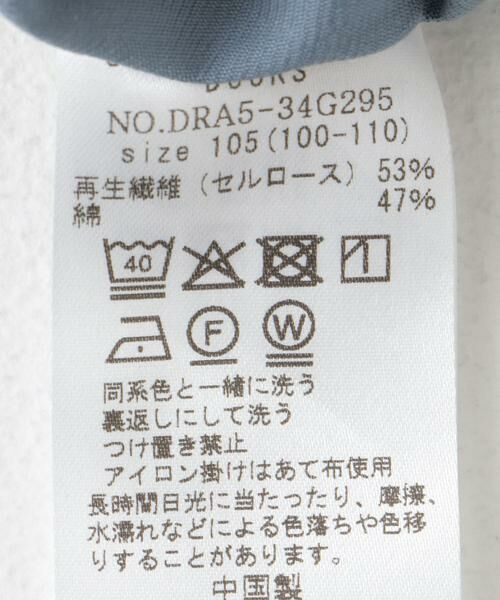 DOORS
NO.DRA5-34G295
size 105(100-110)
再生繊維（セルロース） 53%
綿 47%
40
F W
同系色と一緒に洗う
裏返しにして洗う
つけ置き禁止
アイロン掛けはあて布使用
長時間日光に当たったり、摩擦、
水濡れなどによる色落ちや色移
りすることがあります。
中国製